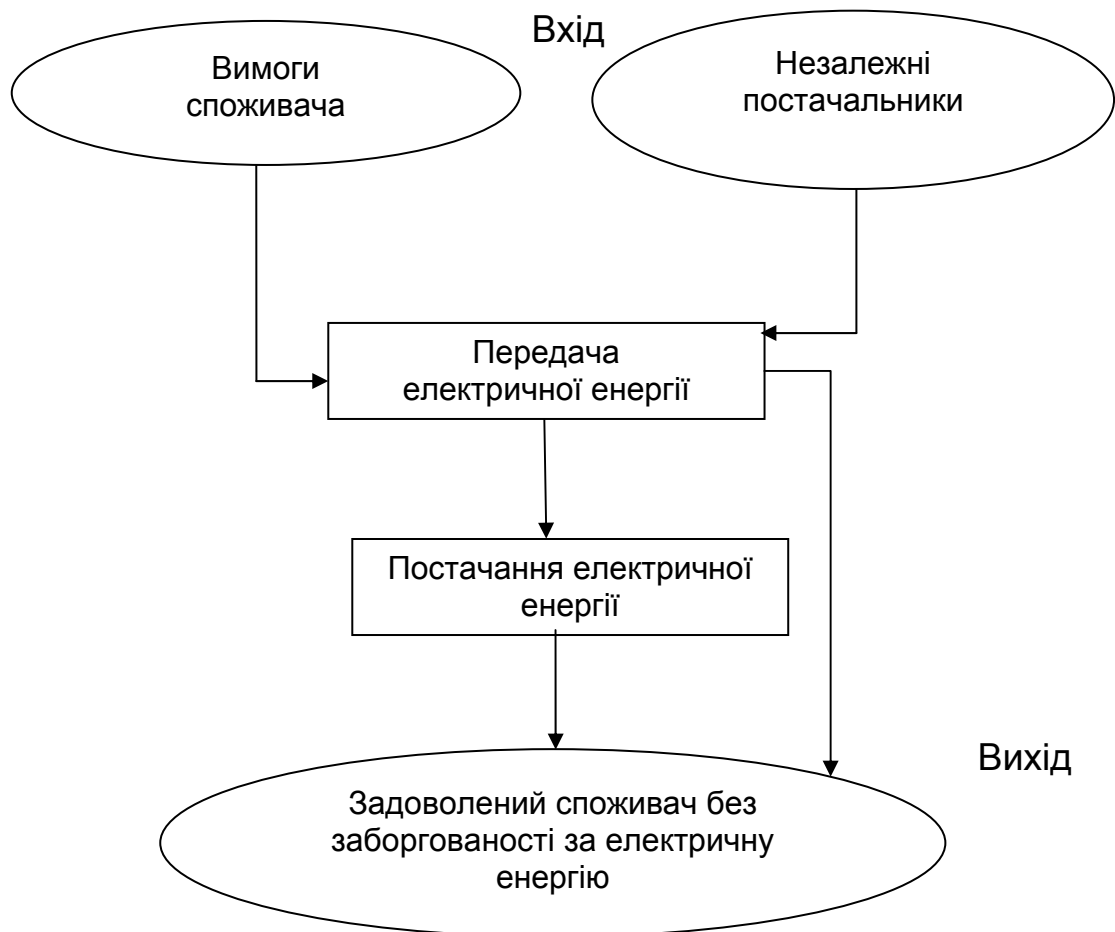 Вхід
Вимоги
споживача
Незалежні
постачальники
Передача
електричної енергії
Постачання електричної
енергії
Вихід
Задоволений споживач без
заборгованості за електричну
енергію